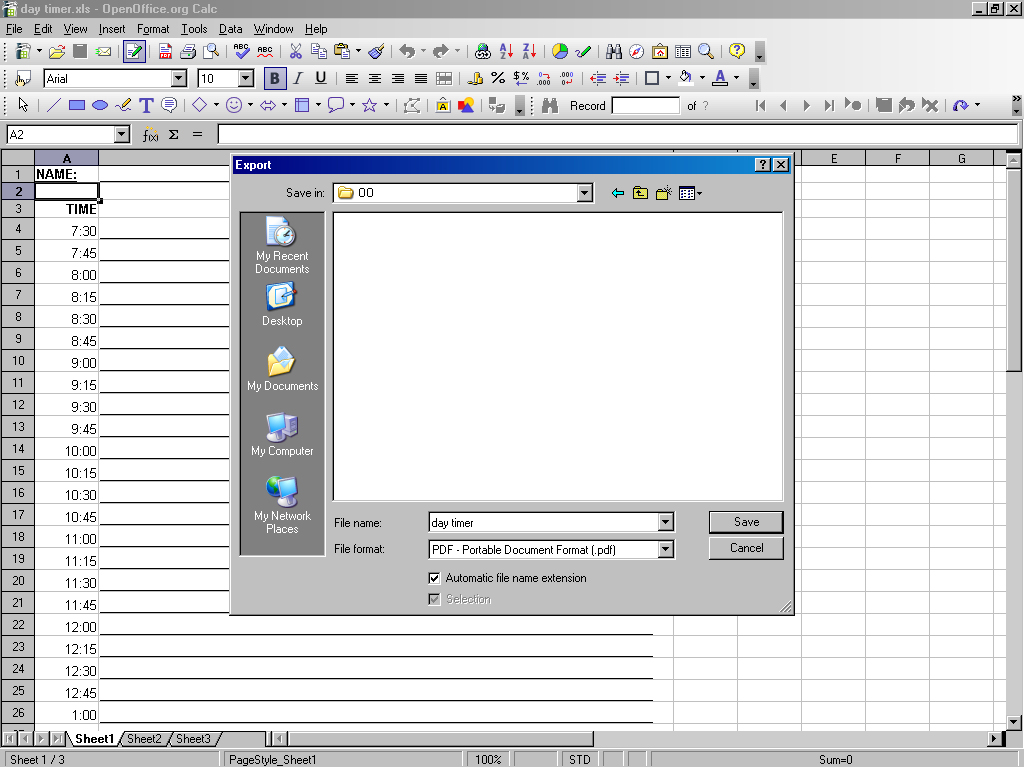 day timer.xls - OpenOffice.org Calc
File Edit View Insert Format Tools Data Window Help
Arial 10 B I U
Record of ?
A2 f(x) Σ =
A E F G
1 NAME:
2
3 TIME
4 7:30
5 7:45
6 8:00
7 8:15
8 8:30
9 8:45
10 9:00
11 9:15
12 9:30
13 9:45
14 10:00
15 10:15
16 10:30
17 10:45
18 11:00
19 11:15
20 11:30
21 11:45
22 12:00
23 12:15
24 12:30
25 12:45
26 1:00
Export
Save in: OO
My Recent
Documents
Desktop
My Documents
My Computer
My Network
Places
File name: day timer Save
File format: PDF - Portable Document Format (.pdf) Cancel
Automatic file name extension
Selection
Sheet1 Sheet2 Sheet3
Sheet 1 / 3 PageStyle_Sheet1 100% STD Sum=0